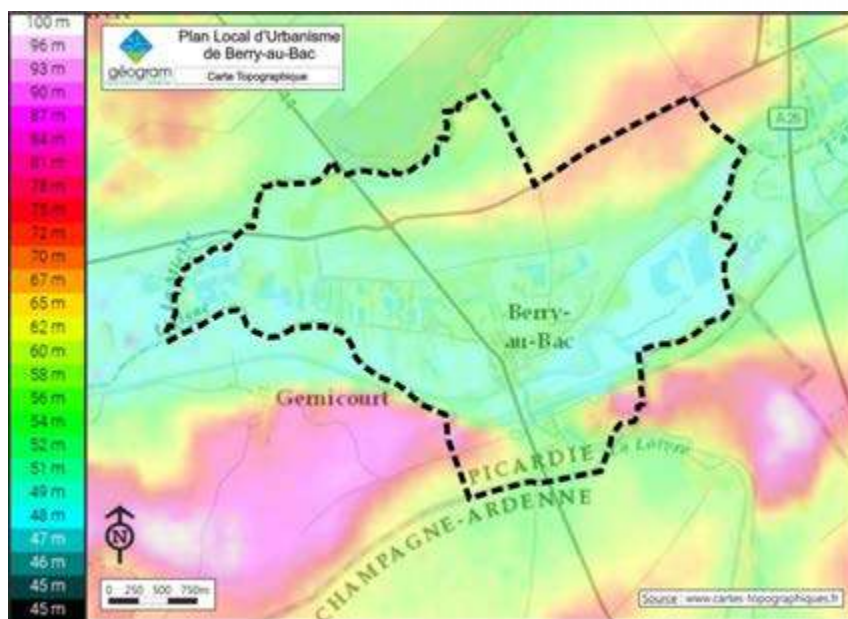 100 m
96 m
93 m
90 m
87 m
84 m
81 m
78 m
75 m
72 m
70 m
67 m
65 m
62 m
60 m
58 m
56 m
54 m
52 m
51 m
49 m
48 m
47 m
46 m
45 m
45 m
géogram
Plan Local d'Urbanisme
de Berry-au-Bac
Carte Topographique
A26
Berry-
au-Bac
Gernicourt
PICARDIE
La Loivre
CHAMPAGNE-ARDENNE
N
0 250 500 750m
Source : www.cartes-topographiques.fr